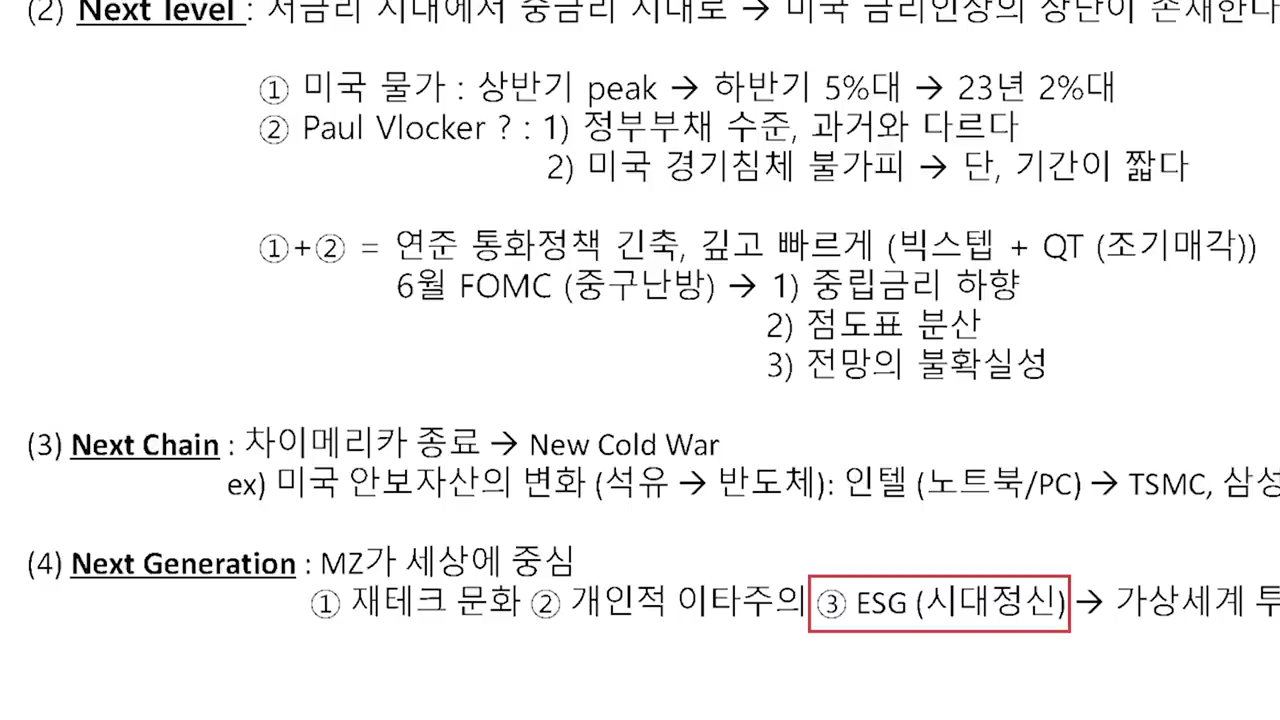 (2) Next level : 저금리 시대에서 중금리 시대로 → 미국 금리인상의 상단이 존재한다
① 미국 물가 : 상반기 peak → 하반기 5%대 → 23년 2%대
② Paul Vlocker ? : 1) 정부부채 수준, 과거와 다르다
2) 미국 경기침체 불가피 → 단, 기간이 짧다
①+② = 연준 통화정책 긴축, 깊고 빠르게 (빅스텝 + QT (조기매각))
6월 FOMC (중구난방) → 1) 중립금리 하향
2) 점도표 분산
3) 전망의 불확실성
(3) Next Chain : 차이메리카 종료 → New Cold War
ex) 미국 안보자산의 변화 (석유 → 반도체): 인텔 (노트북/PC) → TSMC, 삼성
(4) Next Generation : MZ가 세상에 중심
① 재테크 문화 ② 개인적 이타주의 ③ ESG (시대정신) → 가상세계 투